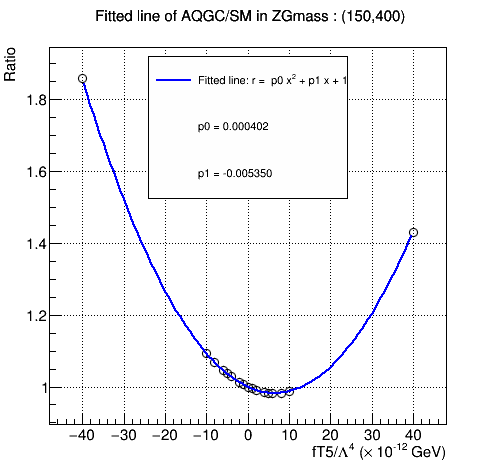 Fitted line of AQGC/SM in ZGmass : (150,400)
Ratio
Fitted line: r = p0 x² + p1 x + 1
p0 = 0.000402
p1 = -0.005350
1.8
1.6
1.4
1.2
1
−40 −30 −20 −10 0 10 20 30 40
fT5/Λ⁴ (× 10⁻¹² GeV)